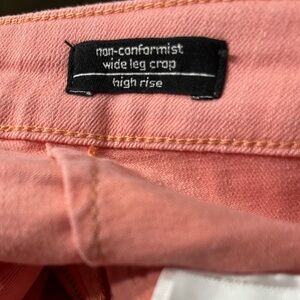 non-conformist
wide leg crop
high rise